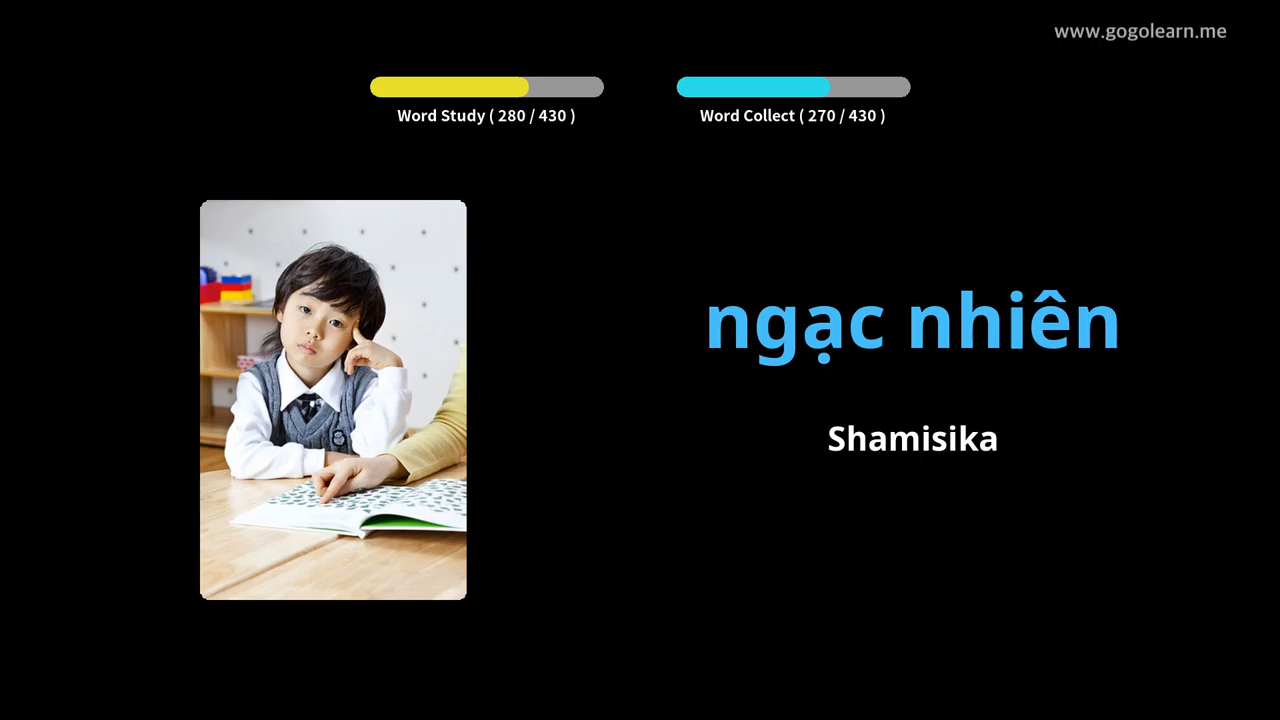 www.gogolearn.me
Word Study ( 280 / 430 )
Word Collect ( 270 / 430 )
ngạc nhiên
Shamisika